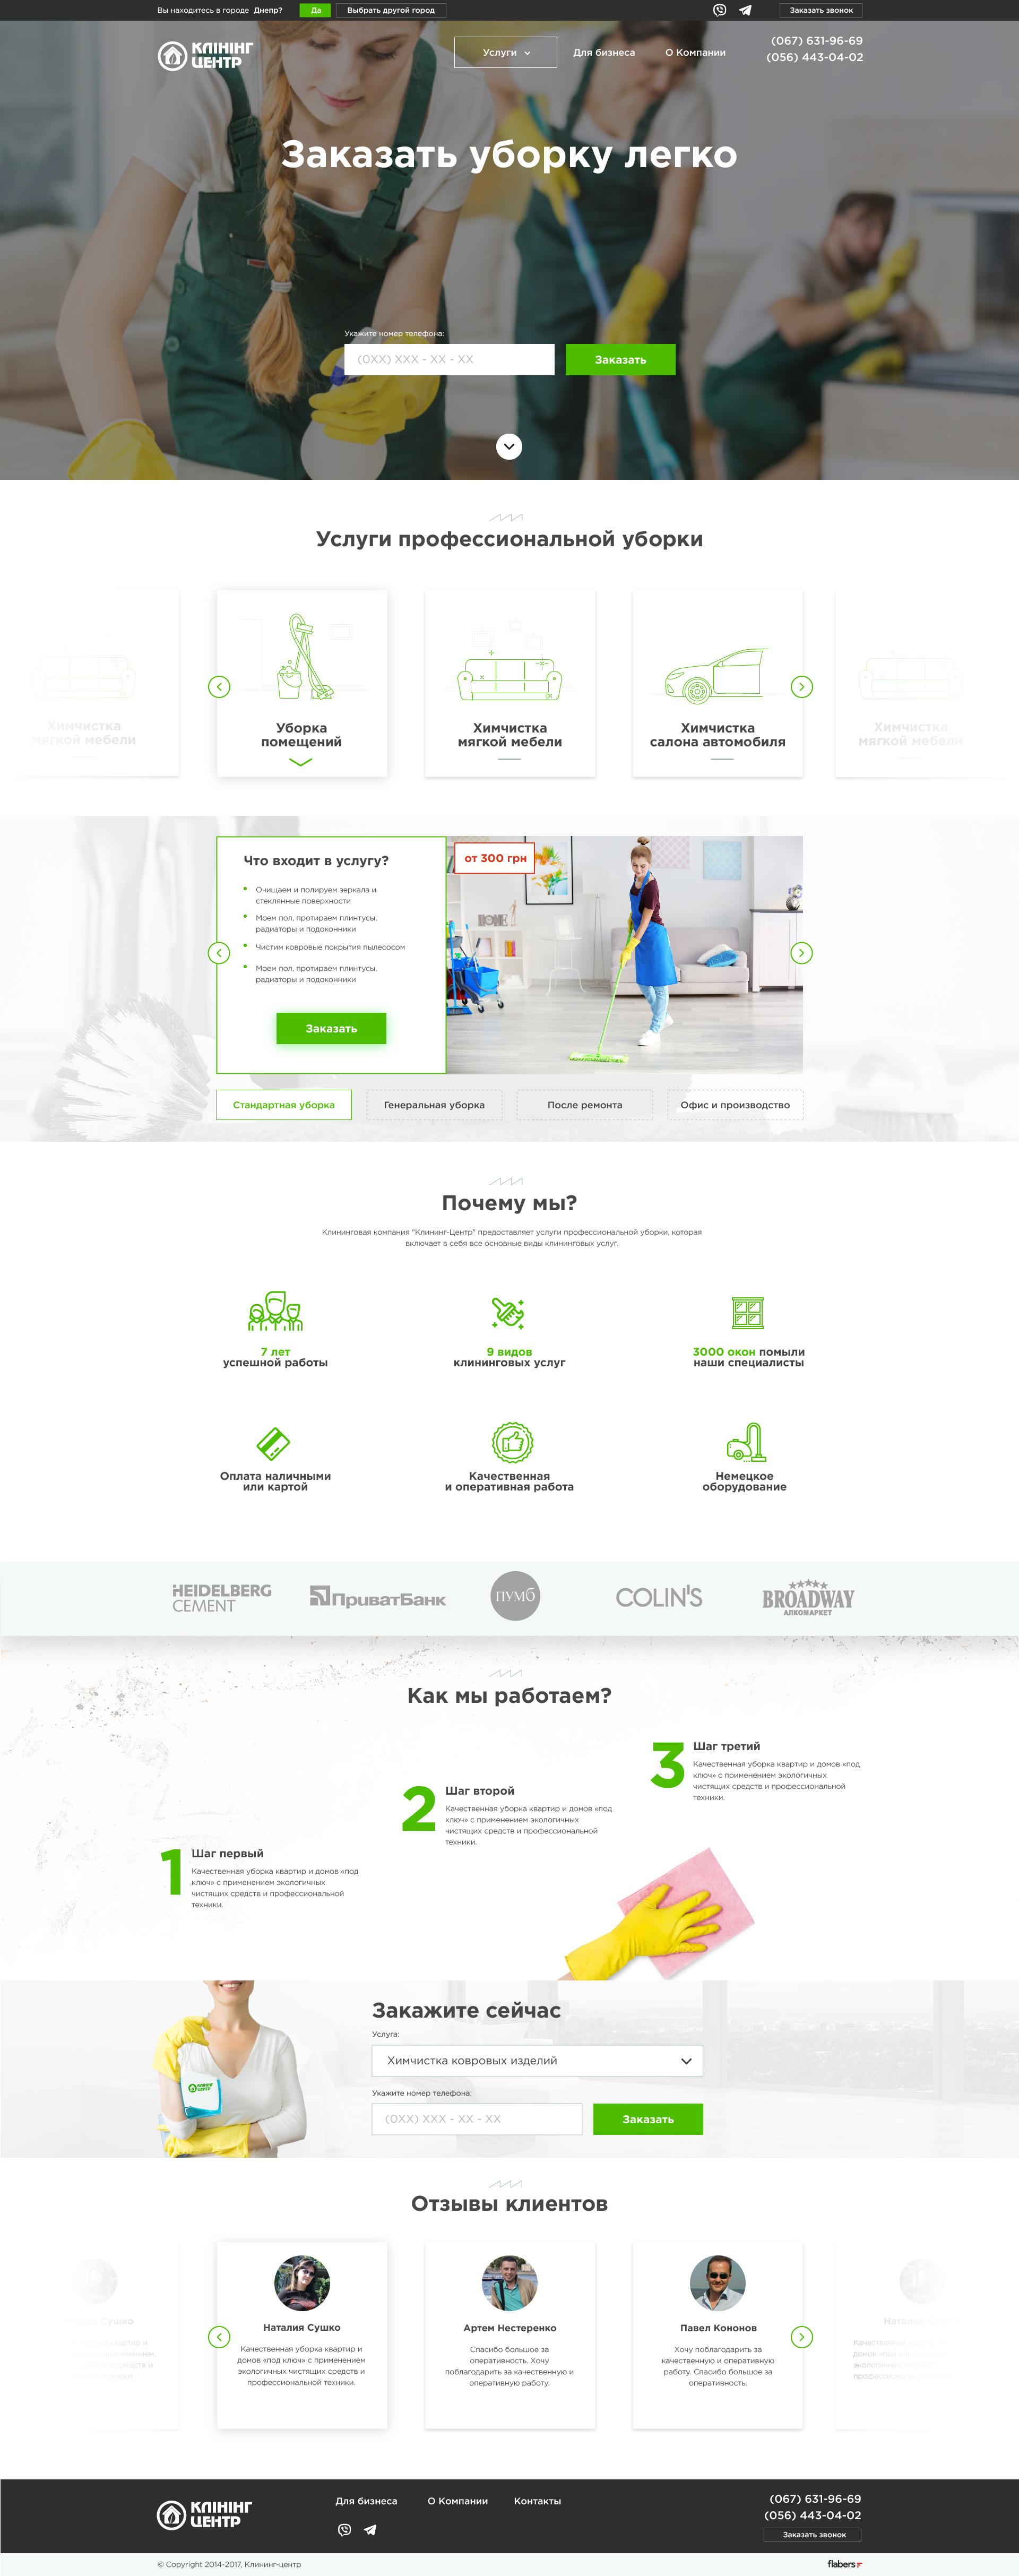 Вы находитесь в городе Днепр?
Да
Выбрать другой город
Заказать звонок
КЛІНІНГ
ЦЕНТР
Услуги
Для бизнеса
О Компании
(067) 631-96-69
(056) 443-04-02
Заказать уборку легко
Укажите номер телефона:
(0XX) XXX - XX - XX
Заказать
Услуги профессиональной уборки
Химчистка
мягкой мебели
Уборка
помещений
Химчистка
мягкой мебели
Химчистка
салона автомобиля
Химчистка
мягкой мебели
Что входит в услугу?
Очищаем и полируем зеркала и
стеклянные поверхности
Моем пол, протираем плинтусы,
радиаторы и подоконники
Чистим ковровые покрытия пылесосом
Моем пол, протираем плинтусы,
радиаторы и подоконники
Заказать
от 300 грн
HOME
Стандартная уборка
Генеральная уборка
После ремонта
Офис и производство
Почему мы?
Клининговая компания "Клининг-Центр" предоставляет услуги профессиональной уборки, которая
включает в себя все основные виды клининговых услуг.
7 лет
успешной работы
9 видов
клининговых услуг
3000 окон помыли
наши специалисты
Оплата наличными
или картой
Качественная
и оперативная работа
Немецкое
оборудование
HEIDELBERG
CEMENT
ПриватБанк
ПУМБ
COLIN'S
BROADWAY
АЛКОМАРКЕТ
Как мы работаем?
3
Шаг третий
Качественная уборка квартир и домов «под
ключ» с применением экологичных
чистящих средств и профессиональной
техники.
2
Шаг второй
Качественная уборка квартир и домов «под
ключ» с применением экологичных
чистящих средств и профессиональной
техники.
1
Шаг первый
Качественная уборка квартир и домов «под
ключ» с применением экологичных
чистящих средств и профессиональной
техники.
КЛІНІНГ
ЦЕНТР
Закажите сейчас
Услуга:
Химчистка ковровых изделий
Укажите номер телефона:
(0XX) XXX - XX - XX
Заказать
Отзывы клиентов
Сушко
Наталия Сушко
Качественная уборка квартир и
домов «под ключ» с применением
экологичных чистящих средств и
профессиональной техники.
Артем Нестеренко
Спасибо большое за
оперативность. Хочу
поблагодарить за качественную и
оперативную работу.
Павел Кононов
Хочу поблагодарить за
качественную и оперативную
работу. Спасибо большое за
оперативность.
КЛІНІНГ
ЦЕНТР
Для бизнеса
О Компании
Контакты
(067) 631-96-69
(056) 443-04-02
Заказать звонок
© Copyright 2014-2017, Клининг-центр
flabers